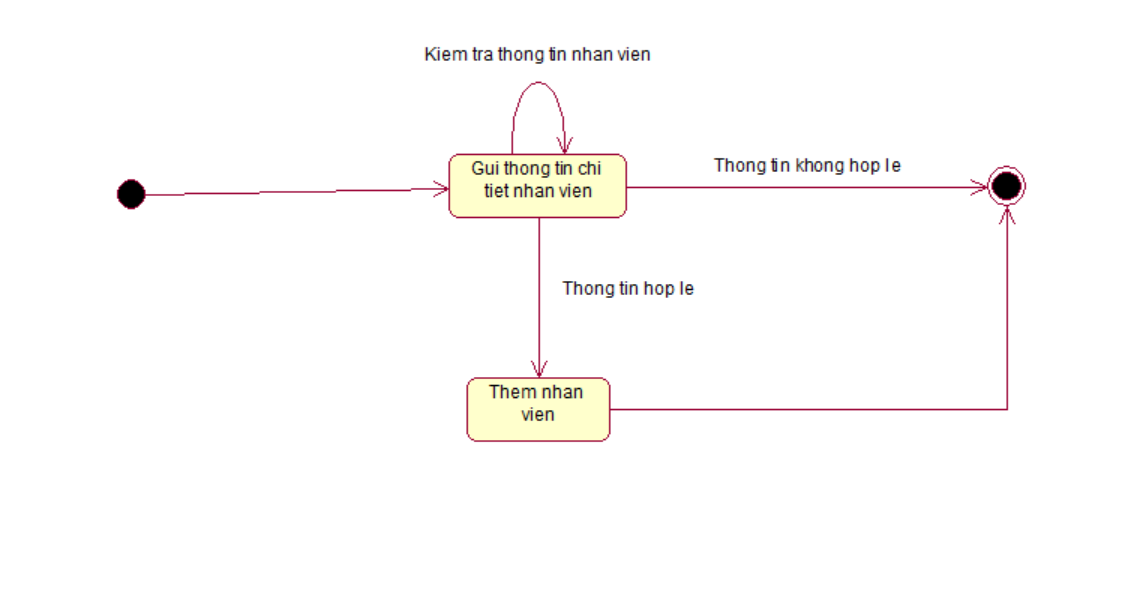 Kiem tra thong tin nhan vien
Gui thong tin chi
tiet nhan vien
Thong tin khong hop le
Thong tin hop le
Them nhan
vien